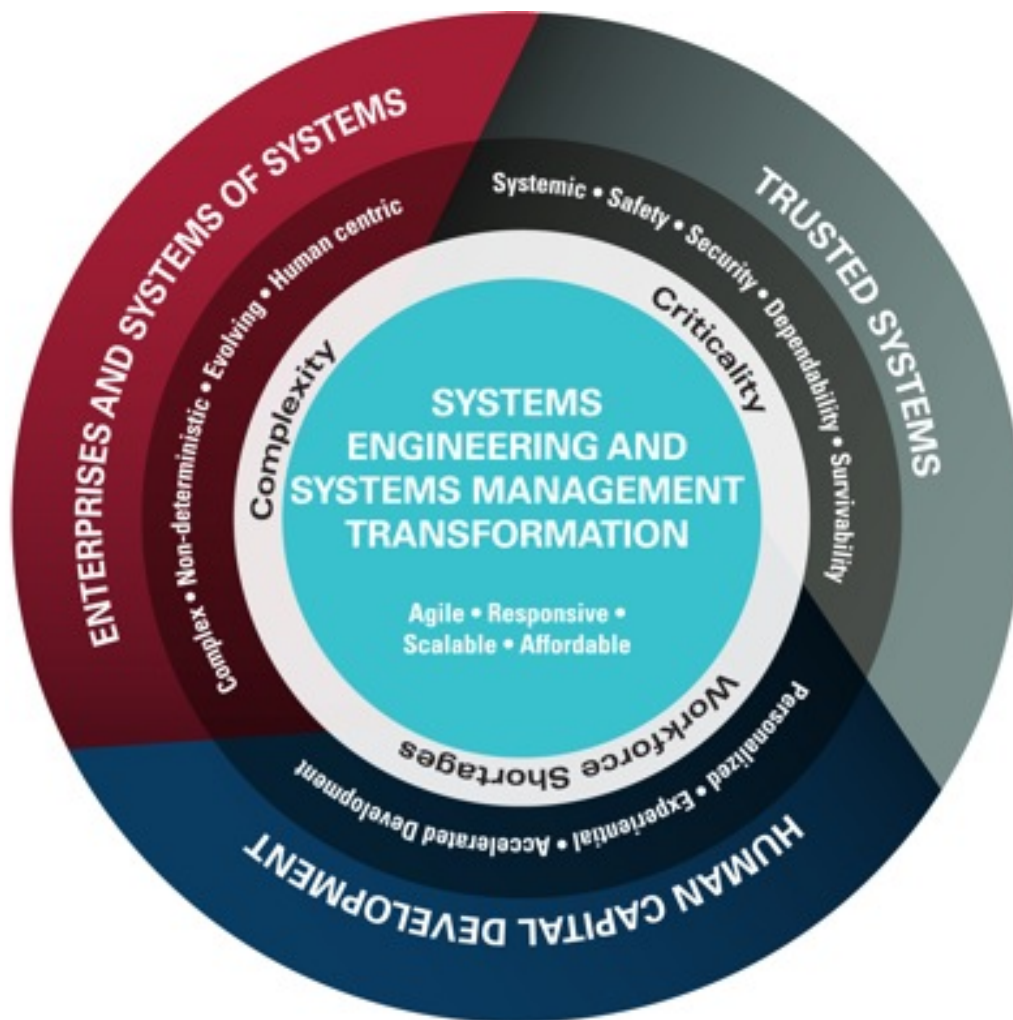 ENTERPRISES AND SYSTEMS OF SYSTEMS
Complex • Non-deterministic • Evolving • Human centric
Complexity
TRUSTED SYSTEMS
Systemic • Safety • Security • Dependability • Survivability
Criticality
SYSTEMS
ENGINEERING AND
SYSTEMS MANAGEMENT
TRANSFORMATION
Agile • Responsive •
Scalable • Affordable
Workforce Shortages
Personalized • Experiential • Accelerated Development
HUMAN CAPITAL DEVELOPMENT